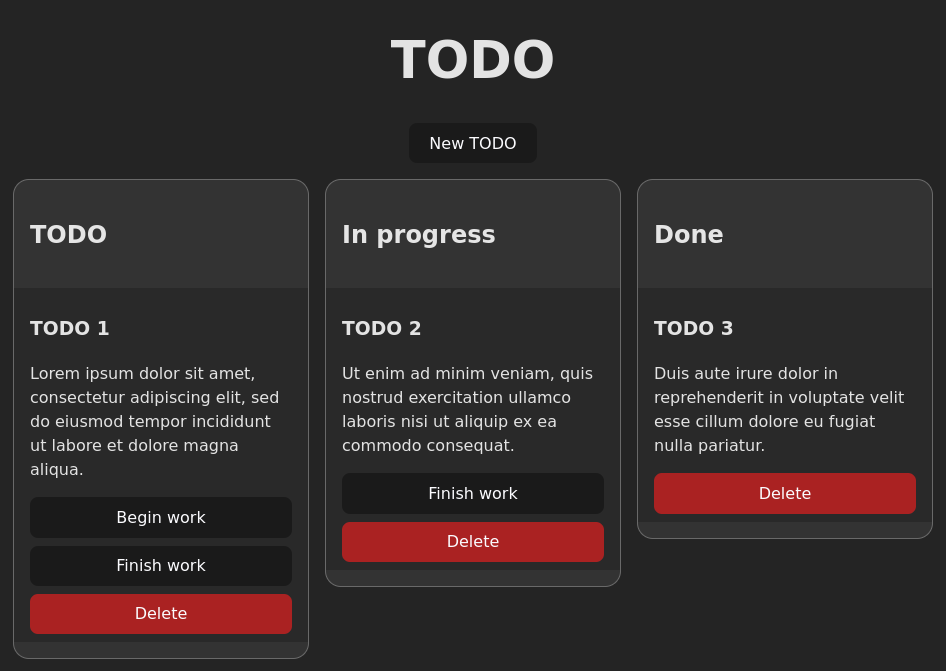 TODO
New TODO
TODO
TODO 1
Lorem ipsum dolor sit amet,
consectetur adipiscing elit, sed
do eiusmod tempor incididunt
ut labore et dolore magna
aliqua.
Begin work
Finish work
Delete
In progress
TODO 2
Ut enim ad minim veniam, quis
nostrud exercitation ullamco
laboris nisi ut aliquip ex ea
commodo consequat.
Finish work
Delete
Done
TODO 3
Duis aute irure dolor in
reprehenderit in voluptate velit
esse cillum dolore eu fugiat
nulla pariatur.
Delete